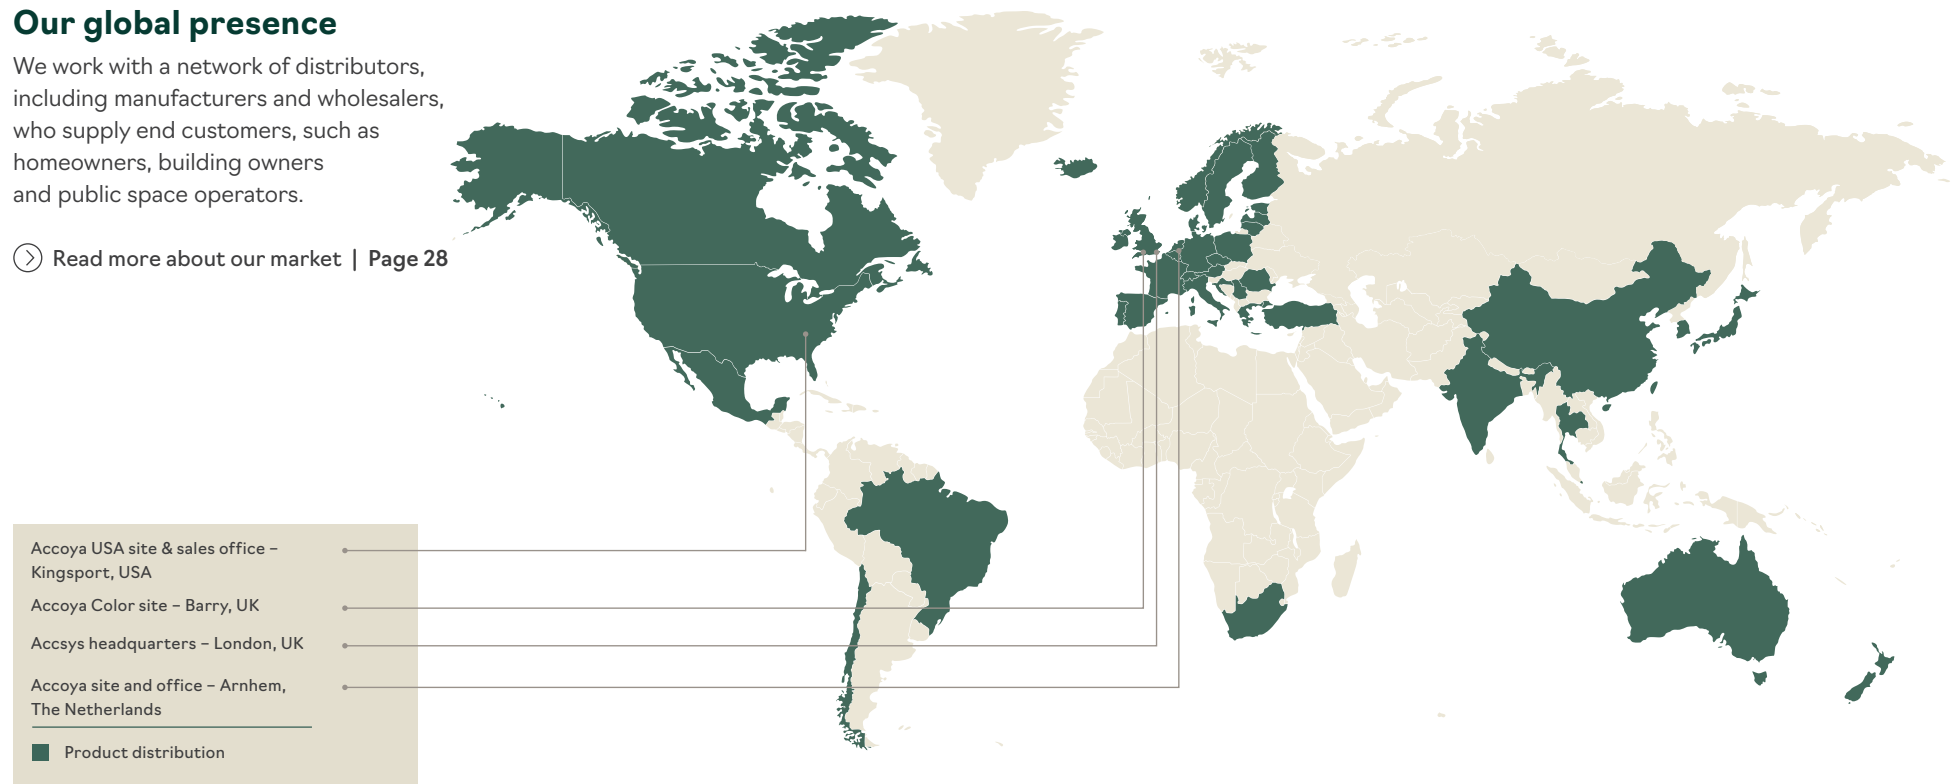 Our global presence
We work with a network of distributors,
including manufacturers and wholesalers,
who supply end customers, such as
homeowners, building owners
and public space operators.
Read more about our market | Page 28
Accoya USA site & sales office –
Kingsport, USA
Accoya Color site – Barry, UK
Accsys headquarters – London, UK
Accoya site and office – Arnhem,
The Netherlands
Product distribution